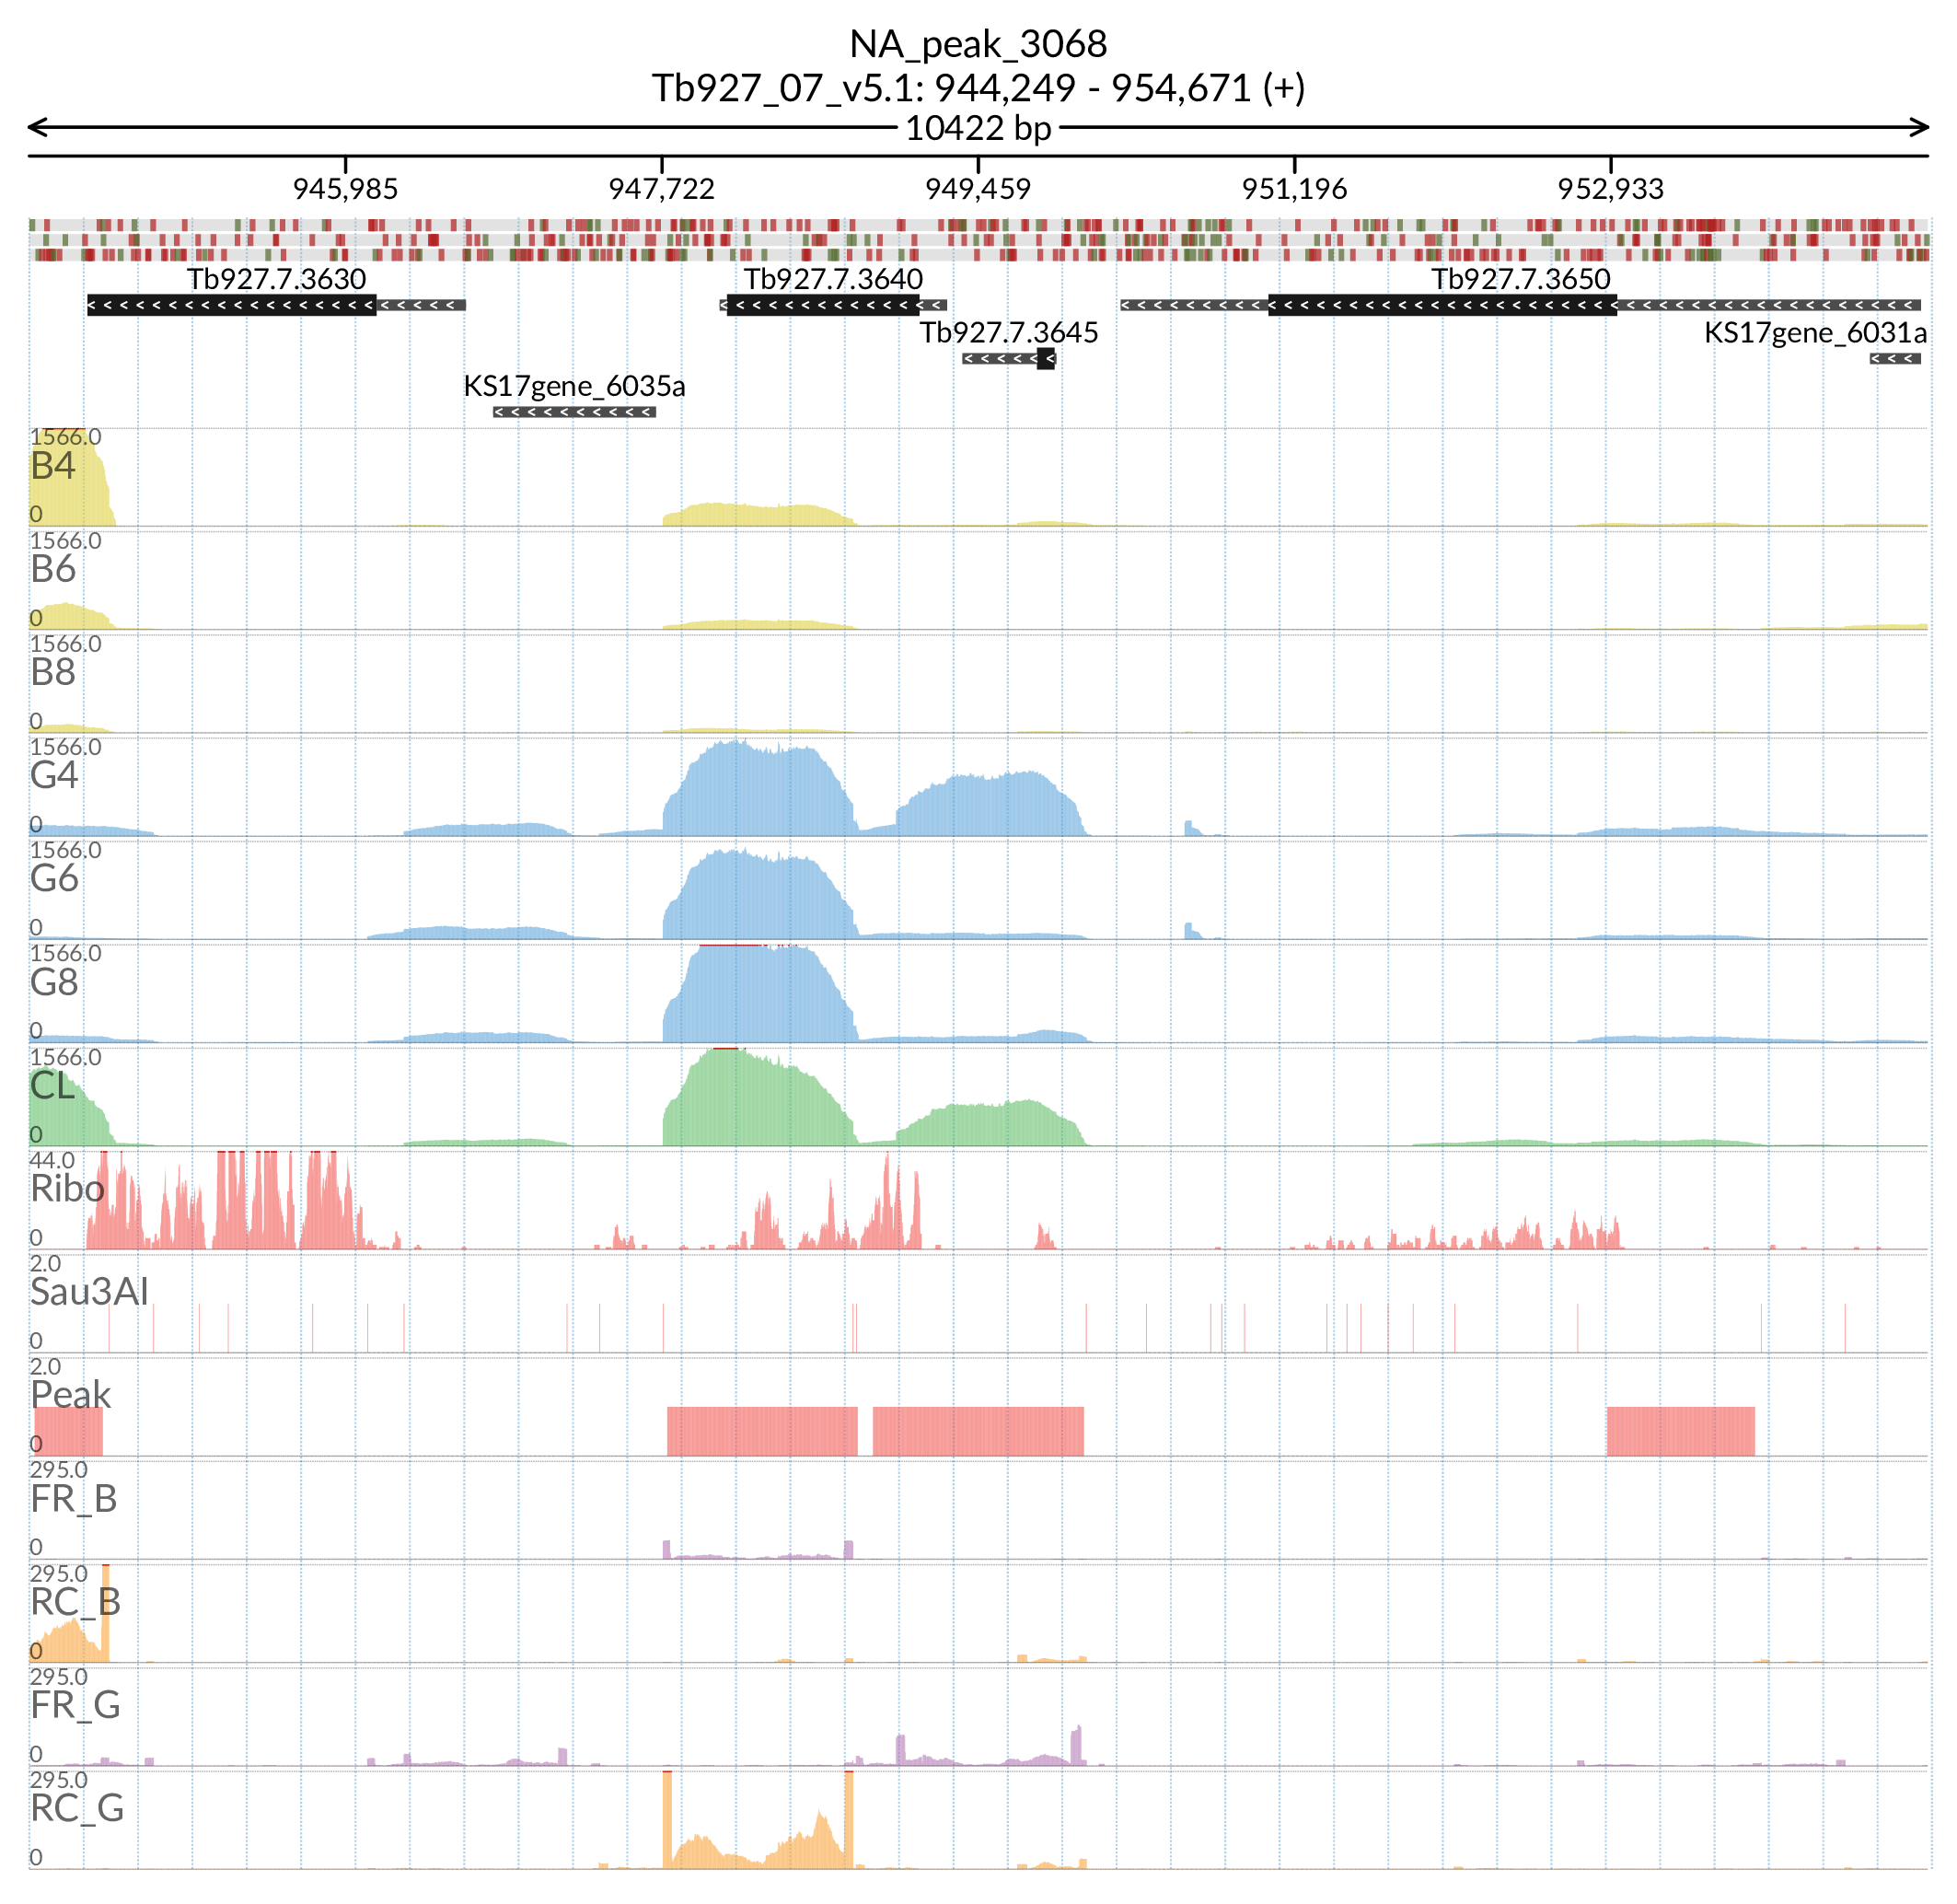 NA_peak_3068
Tb927_07_v5.1: 944,249 - 954,671 (+)
10422 bp
945,985 947,722 949,459 951,196 952,933
Tb927.7.3630 Tb927.7.3640 Tb927.7.3650
Tb927.7.3645 KS17gene_6031a
KS17gene_6035a
1566.0
B4
0
1566.0
B6
0
1566.0
B8
0
1566.0
G4
0
1566.0
G6
0
1566.0
G8
0
1566.0
CL
0
44.0
Ribo
0
2.0
Sau3AI
0
2.0
Peak
0
295.0
FR_B
0
295.0
RC_B
0
295.0
FR_G
0
295.0
RC_G
0